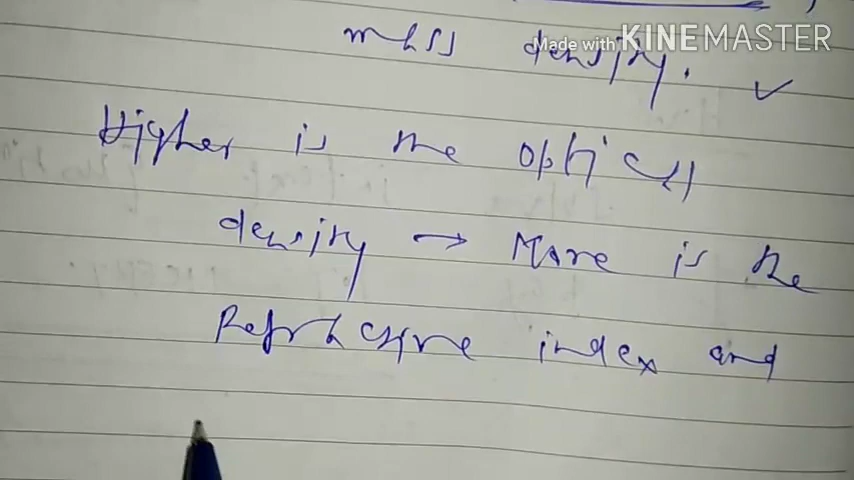 Made with KINEMASTER
mass density.
Higher is the optical
density → More is the
Refractive index and